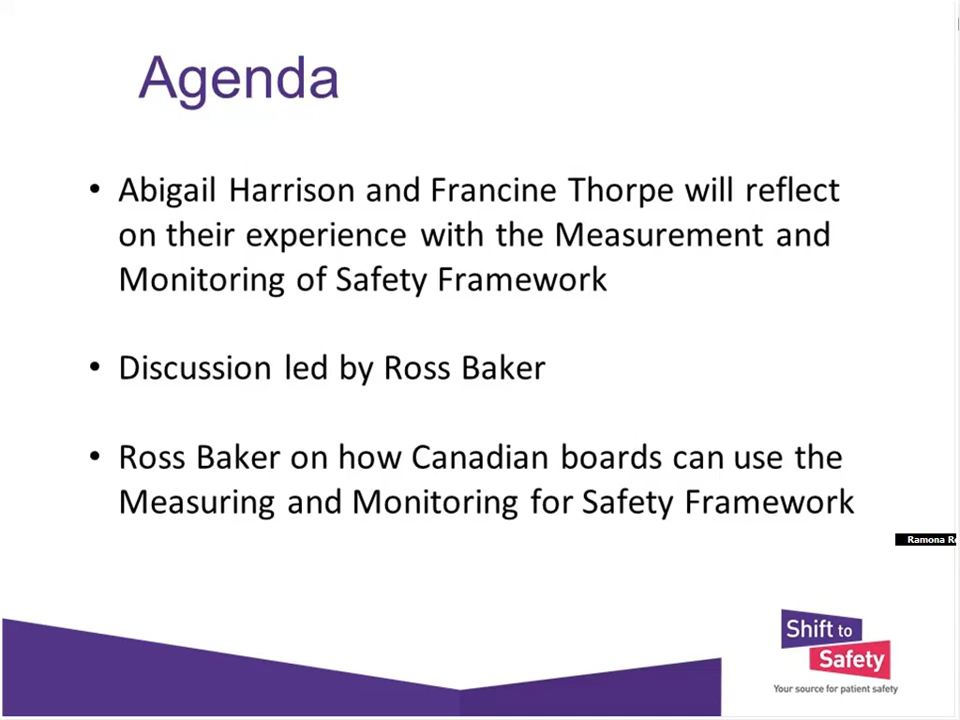 Agenda
• Abigail Harrison and Francine Thorpe will reflect
on their experience with the Measurement and
Monitoring of Safety Framework
• Discussion led by Ross Baker
• Ross Baker on how Canadian boards can use the
Measuring and Monitoring for Safety Framework
Ramona
Shift to
Safety
Your source for patient safety